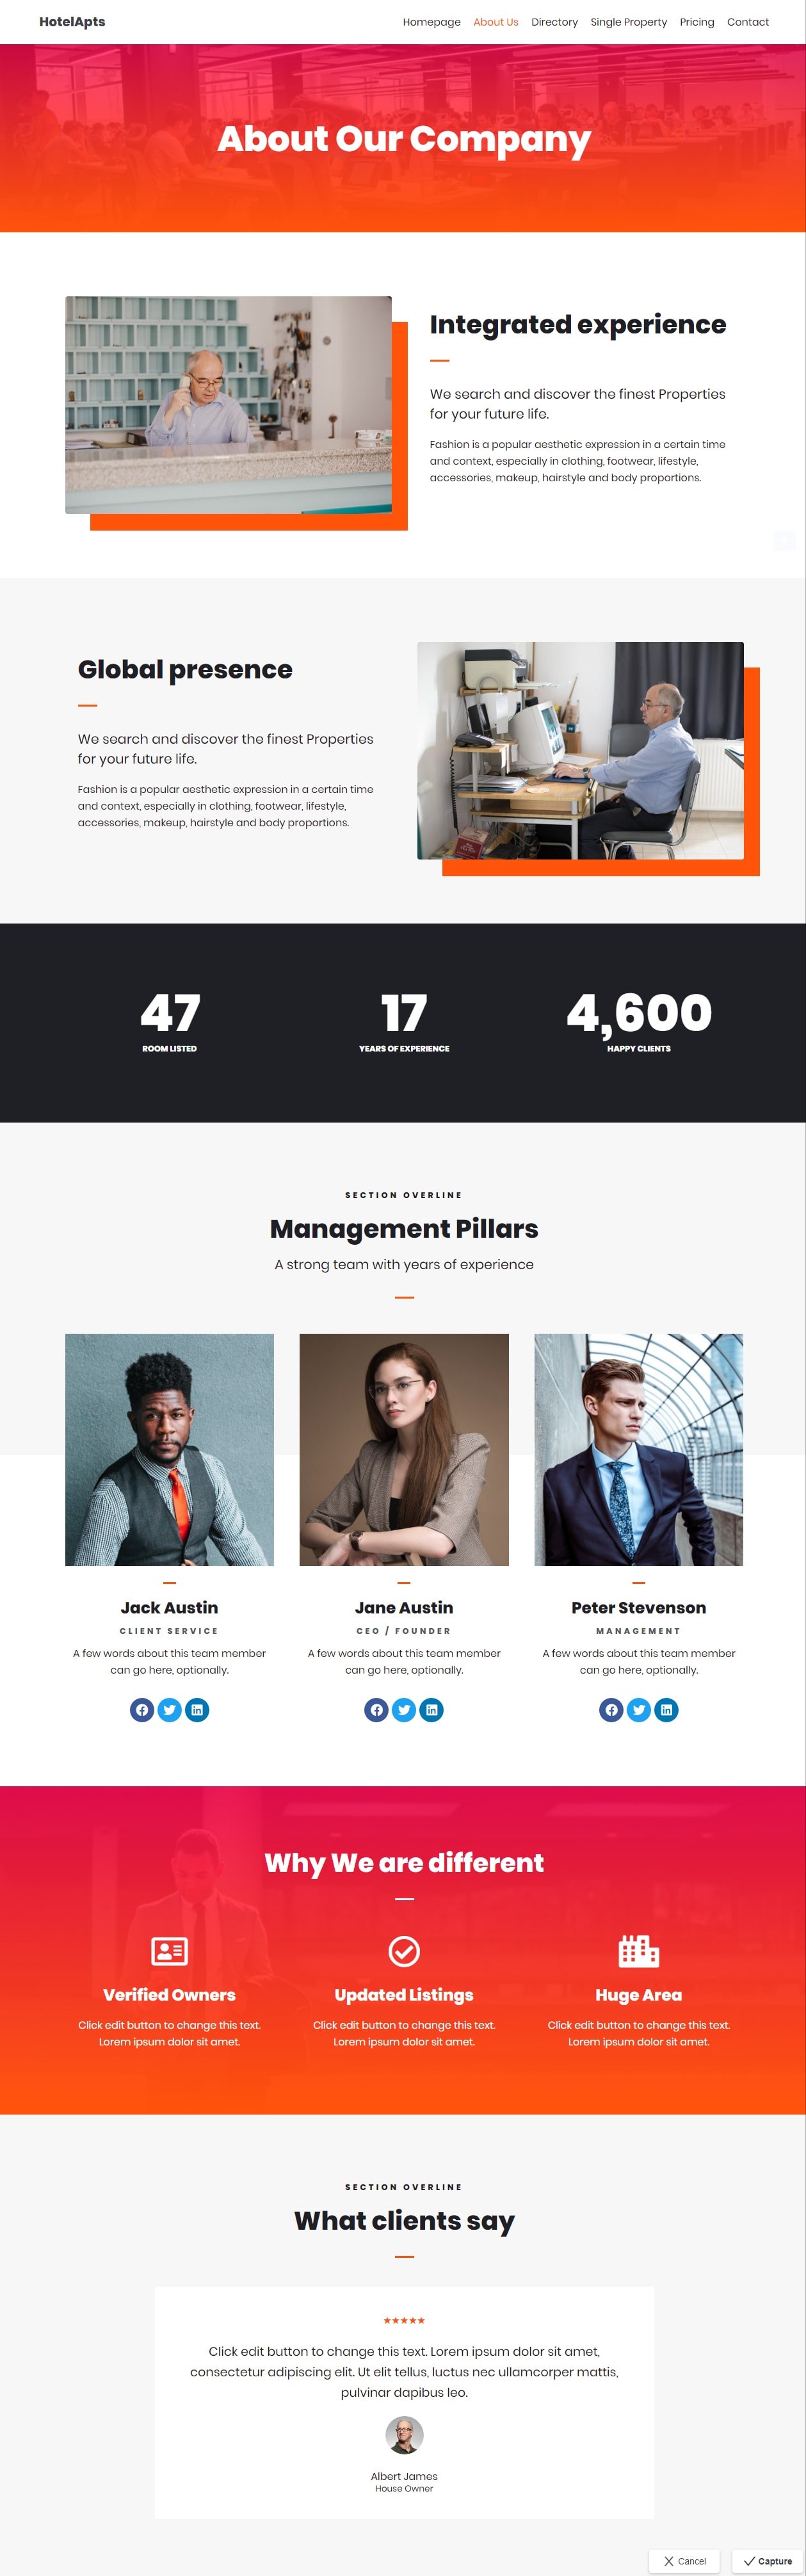 HotelApts
Homepage About Us Directory Single Property Pricing Contact
About Our Company
Integrated experience
We search and discover the finest Properties
for your future life.
Fashion is a popular aesthetic expression in a certain time
and context, especially in clothing, footwear, lifestyle,
accessories, makeup, hairstyle and body proportions.
Global presence
We search and discover the finest Properties
for your future life.
Fashion is a popular aesthetic expression in a certain time
and context, especially in clothing, footwear, lifestyle,
accessories, makeup, hairstyle and body proportions.
47
ROOM LISTED
17
YEARS OF EXPERIENCE
4,600
HAPPY CLIENTS
SECTION OVERLINE
Management Pillars
A strong team with years of experience
Jack Austin
CLIENT SERVICE
A few words about this team member
can go here, optionally.
Jane Austin
CEO / FOUNDER
A few words about this team member
can go here, optionally.
Peter Stevenson
MANAGEMENT
A few words about this team member
can go here, optionally.
Why We are different
Verified Owners
Click edit button to change this text.
Lorem ipsum dolor sit amet.
Updated Listings
Click edit button to change this text.
Lorem ipsum dolor sit amet.
Huge Area
Click edit button to change this text.
Lorem ipsum dolor sit amet.
SECTION OVERLINE
What clients say
★★★★★
Click edit button to change this text. Lorem ipsum dolor sit amet,
consectetur adipiscing elit. Ut elit tellus, luctus nec ullamcorper mattis,
pulvinar dapibus leo.
Albert James
House Owner
Cancel
Capture